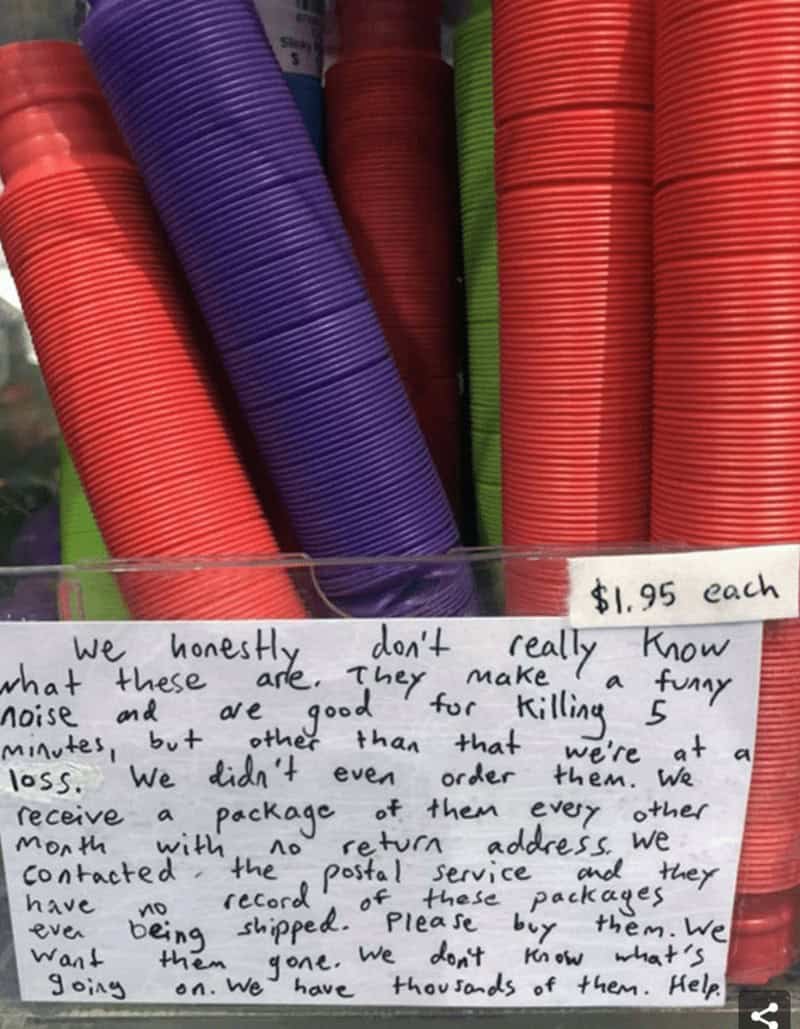 Slinky
$
$1.95 each
We honestly don't really know
what these are. They make a funny
noise and are good for killing 5
minutes, but other than that we're at a
loss. We didn't even order them. We
receive a package of them every other
month with no return address. We
contacted the postal service and they
have no record of these packages
ever being shipped. Please buy them. We
want them gone. We don't know what's
going on. We have thousands of them. Help.